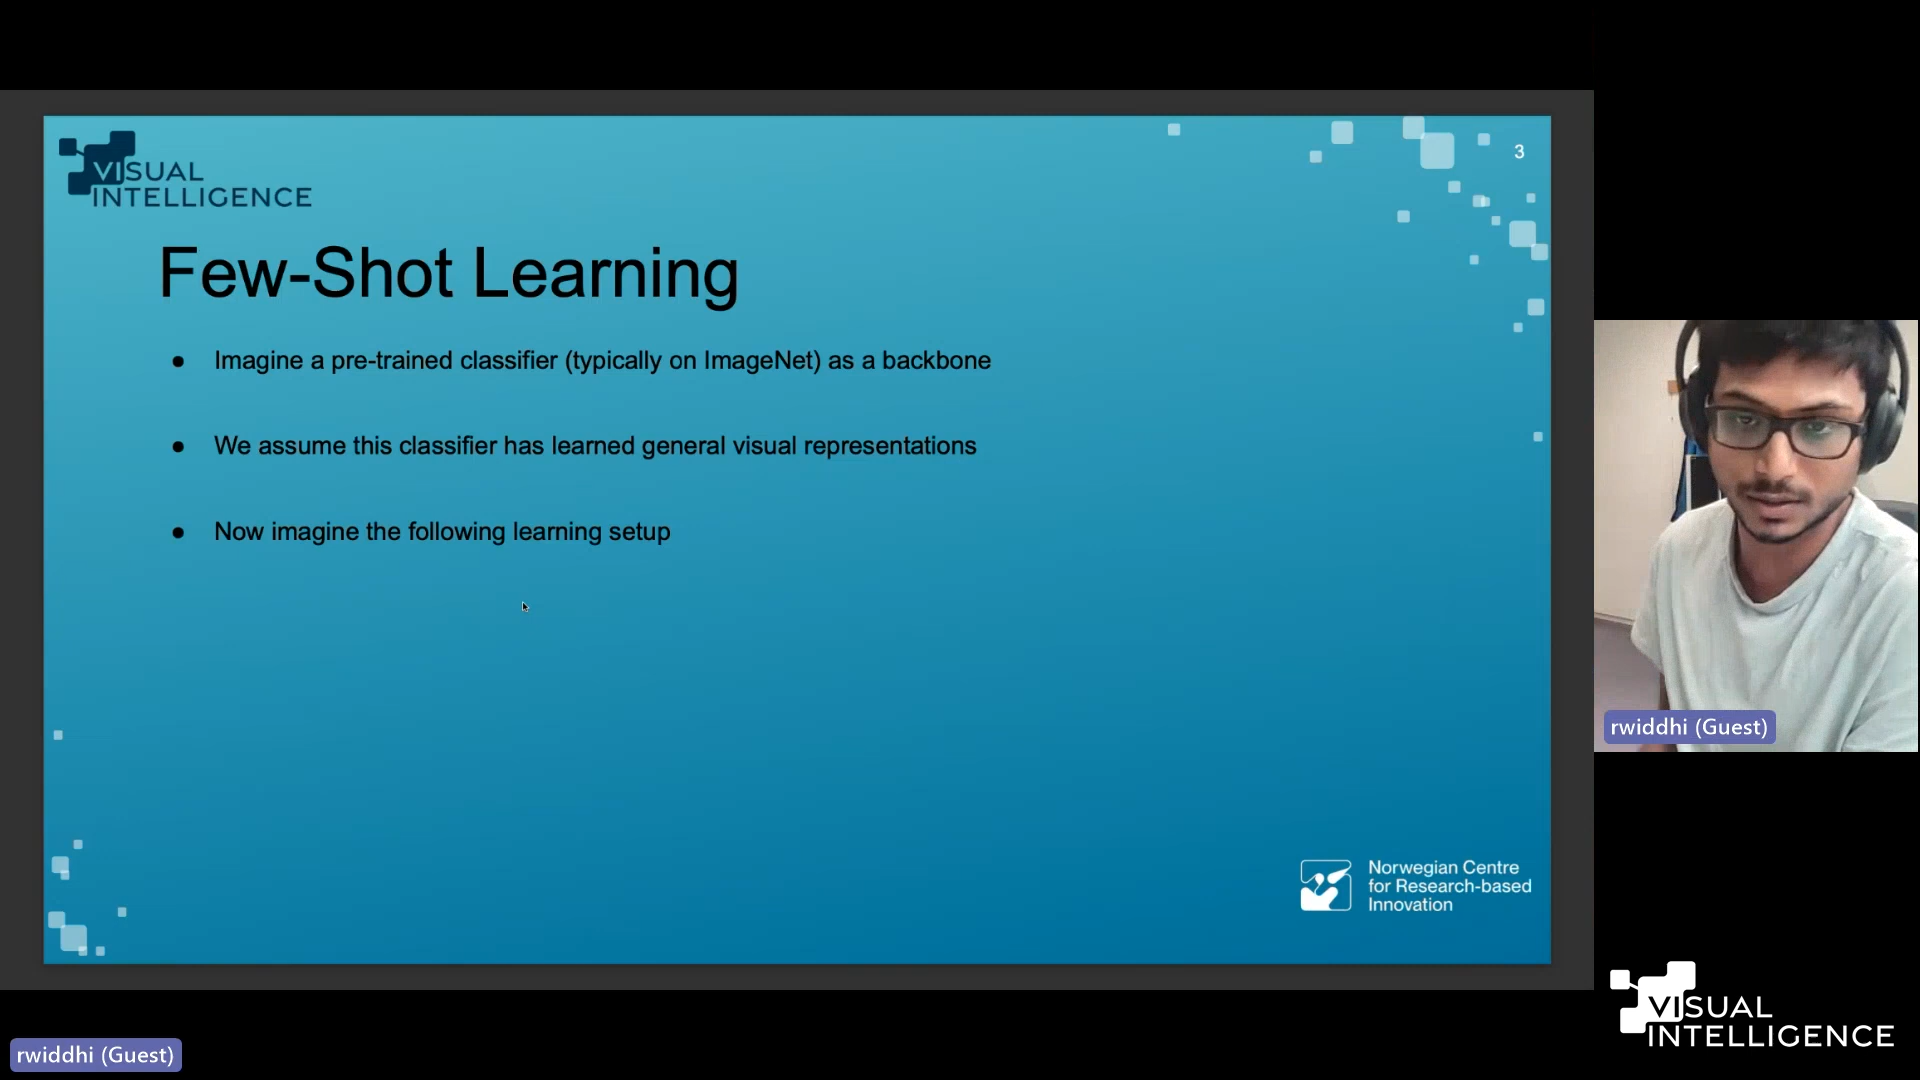 VISUAL
INTELLIGENCE
3
Few-Shot Learning
● Imagine a pre-trained classifier (typically on ImageNet) as a backbone
● We assume this classifier has learned general visual representations
● Now imagine the following learning setup
Norwegian Centre
for Research-based
Innovation
rwiddhi (Guest)
VISUAL
INTELLIGENCE
rwiddhi (Guest)